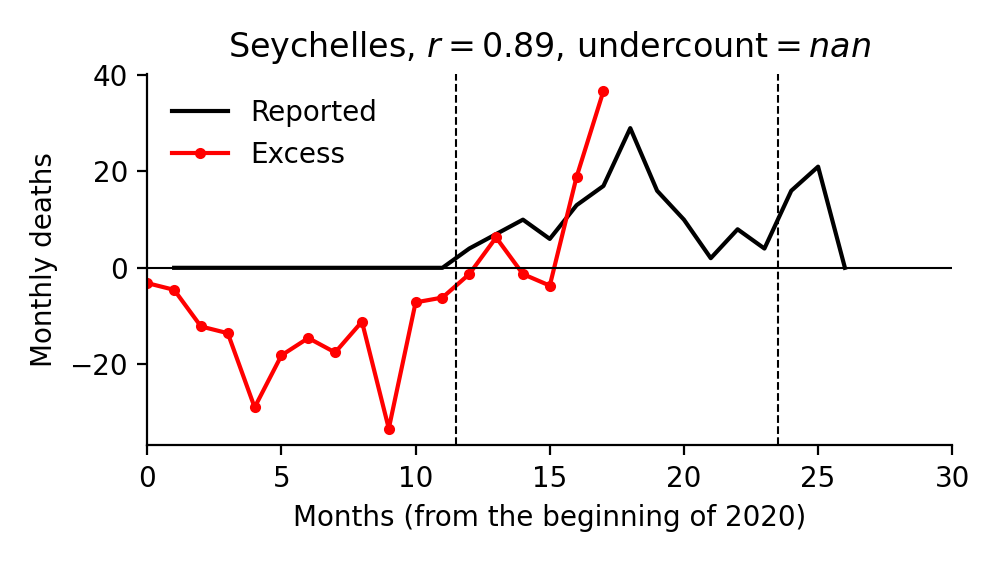 Seychelles, r = 0.89, undercount = nan
Monthly deaths
40
20
0
−20
Reported
Excess
0 5 10 15 20 25 30
Months (from the beginning of 2020)